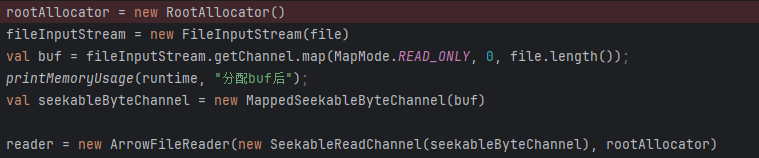 rootAllocator = new RootAllocator()
fileInputStream = new FileInputStream(file)
val buf = fileInputStream.getChannel.map(MapMode.READ_ONLY, 0, file.length());
printMemoryUsage(runtime, "分配buf后");
val seekableByteChannel = new MappedSeekableByteChannel(buf)
reader = new ArrowFileReader(new SeekableReadChannel(seekableByteChannel), rootAllocator)